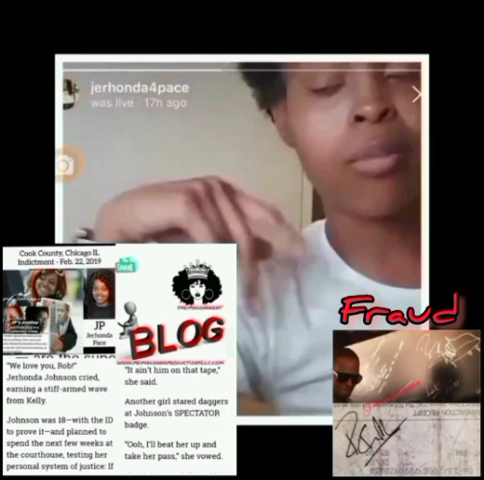 jerhonda4pace
was live · 17h ago
Cook County, Chicago IL
Indictment - Feb. 22, 2019
JP
Jerhonda
Pace
BLOG
"We love you, Rob!"
Jerhonda Johnson cried,
earning a stiff-armed wave
from Kelly.
Johnson was 18—with the ID
to prove it—and planned to
spend the next few weeks at
the courthouse, testing her
personal system of justice: If
"It ain't him on that tape,"
she said.
Another girl stared daggers
at Johnson's SPECTATOR
badge.
"Ooh, I'll beat her up and
take her pass," she vowed.
Fraud